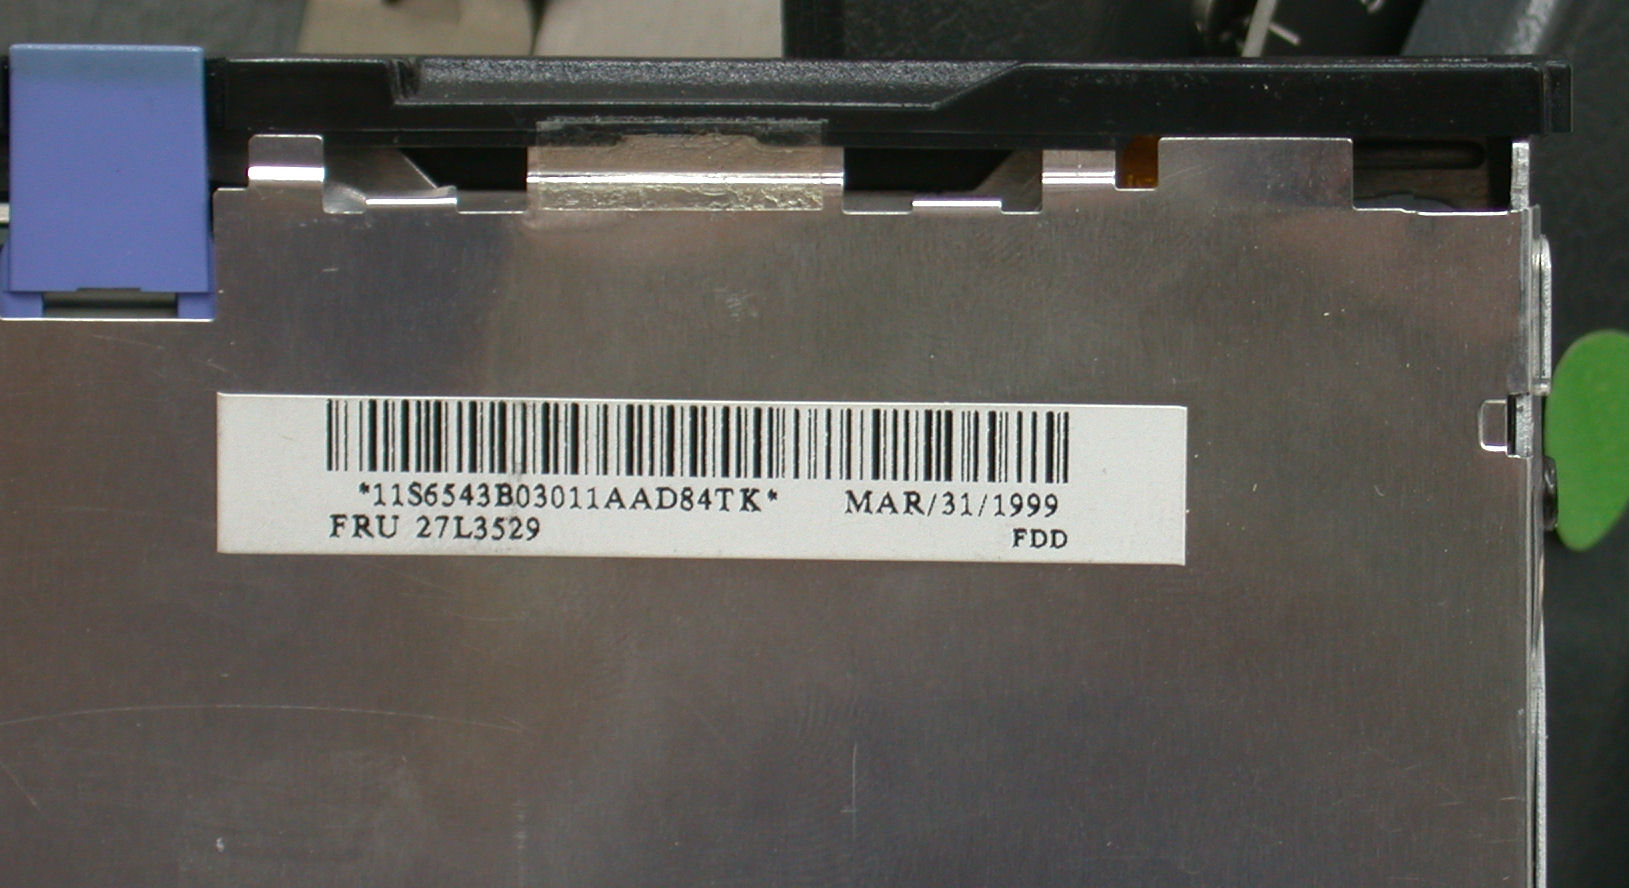 *11S6543B03011AAD84TK* MAR/31/1999
FRU 27L3529 FDD